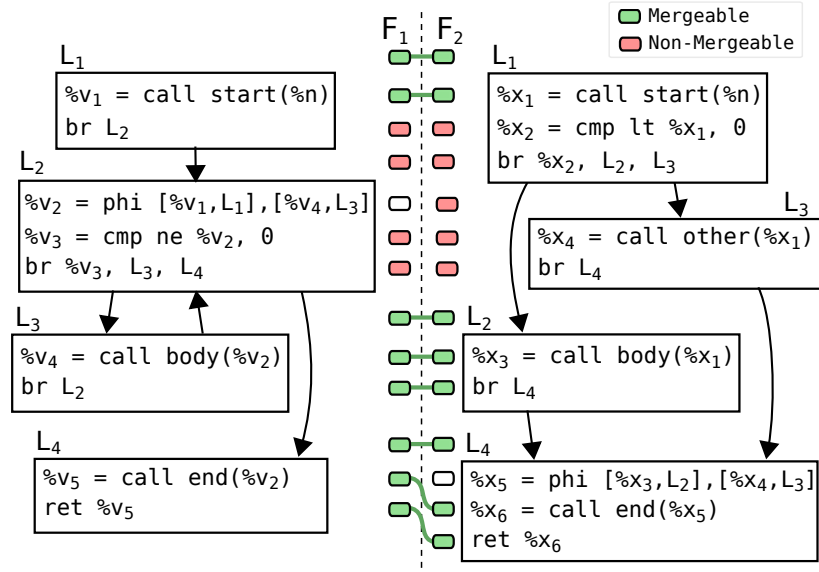 F₁ F₂
Mergeable
Non-Mergeable
L₁
%v₁ = call start(%n)
br L₂
L₂
%v₂ = phi [%v₁,L₁],[%v₄,L₃]
%v₃ = cmp ne %v₂, 0
br %v₃, L₃, L₄
L₃
%v₄ = call body(%v₂)
br L₂
L₄
%v₅ = call end(%v₂)
ret %v₅
L₁
%x₁ = call start(%n)
%x₂ = cmp lt %x₁, 0
br %x₂, L₂, L₃
L₃
%x₄ = call other(%x₁)
br L₄
L₂
%x₃ = call body(%x₁)
br L₄
L₄
%x₅ = phi [%x₃,L₂],[%x₄,L₃]
%x₆ = call end(%x₅)
ret %x₆